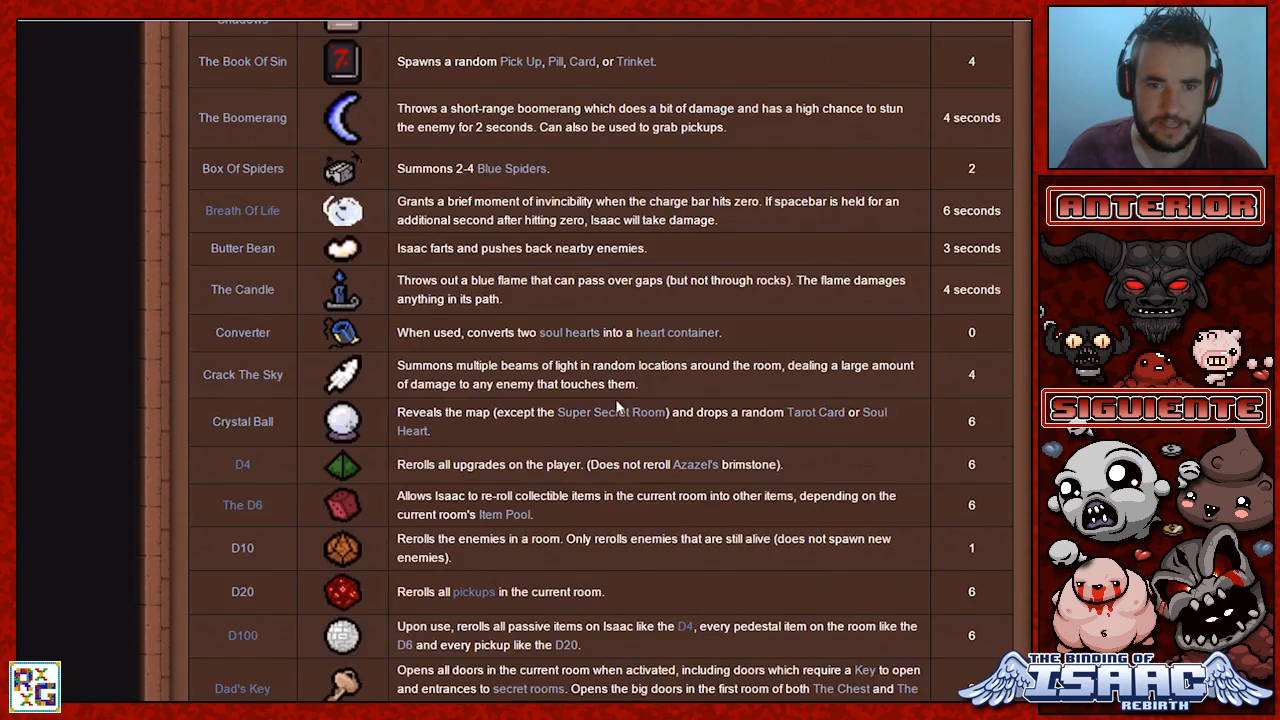 Shadows
The Book Of Sin
Spawns a random Pick Up, Pill, Card, or Trinket.
4
The Boomerang
Throws a short-range boomerang which does a bit of damage and has a high chance to stun
the enemy for 2 seconds. Can also be used to grab pickups.
4 seconds
Box Of Spiders
Summons 2-4 Blue Spiders.
2
Breath Of Life
Grants a brief moment of invincibility when the charge bar hits zero. If spacebar is held for an
additional second after hitting zero, Isaac will take damage.
6 seconds
Butter Bean
Isaac farts and pushes back nearby enemies.
3 seconds
The Candle
Throws out a blue flame that can pass over gaps (but not through rocks). The flame damages
anything in its path.
4 seconds
Converter
When used, converts two soul hearts into a heart container.
0
Crack The Sky
Summons multiple beams of light in random locations around the room, dealing a large amount
of damage to any enemy that touches them.
4
Crystal Ball
Reveals the map (except the Super Secret Room) and drops a random Tarot Card or Soul
Heart.
6
D4
Rerolls all upgrades on the player. (Does not reroll Azazel's brimstone).
6
The D6
Allows Isaac to re-roll collectible items in the current room into other items, depending on the
current room's Item Pool.
6
D10
Rerolls the enemies in a room. Only rerolls enemies that are still alive (does not spawn new
enemies).
1
D20
Rerolls all pickups in the current room.
6
D100
Upon use, rerolls all passive items on Isaac like the D4, every pedestal item on the room like the
D6 and every pickup like the D20.
6
Dad's Key
Opens all doors in the current room when activated, including doors which require a Key to open
and entrances to secret rooms. Opens the big doors in the first room of both The Chest and The
ANTERIOR
SIGUIENTE
THE BINDING OF
ISAAC
REBIRTH
RX
XG